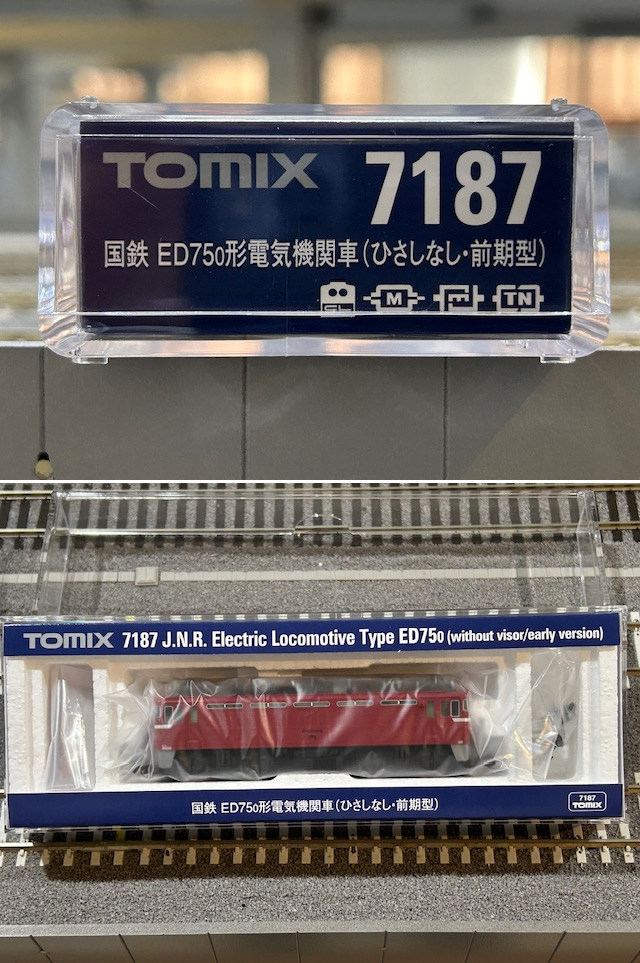 TOMIX 7187
国鉄 ED750形電気機関車(ひさしなし・前期型)
GL M TN
TOMIX 7187 J.N.R. Electric Locomotive Type ED750 (without visor/early version)
国鉄 ED750形電気機関車(ひさしなし・前期型)
7187
TOMIX